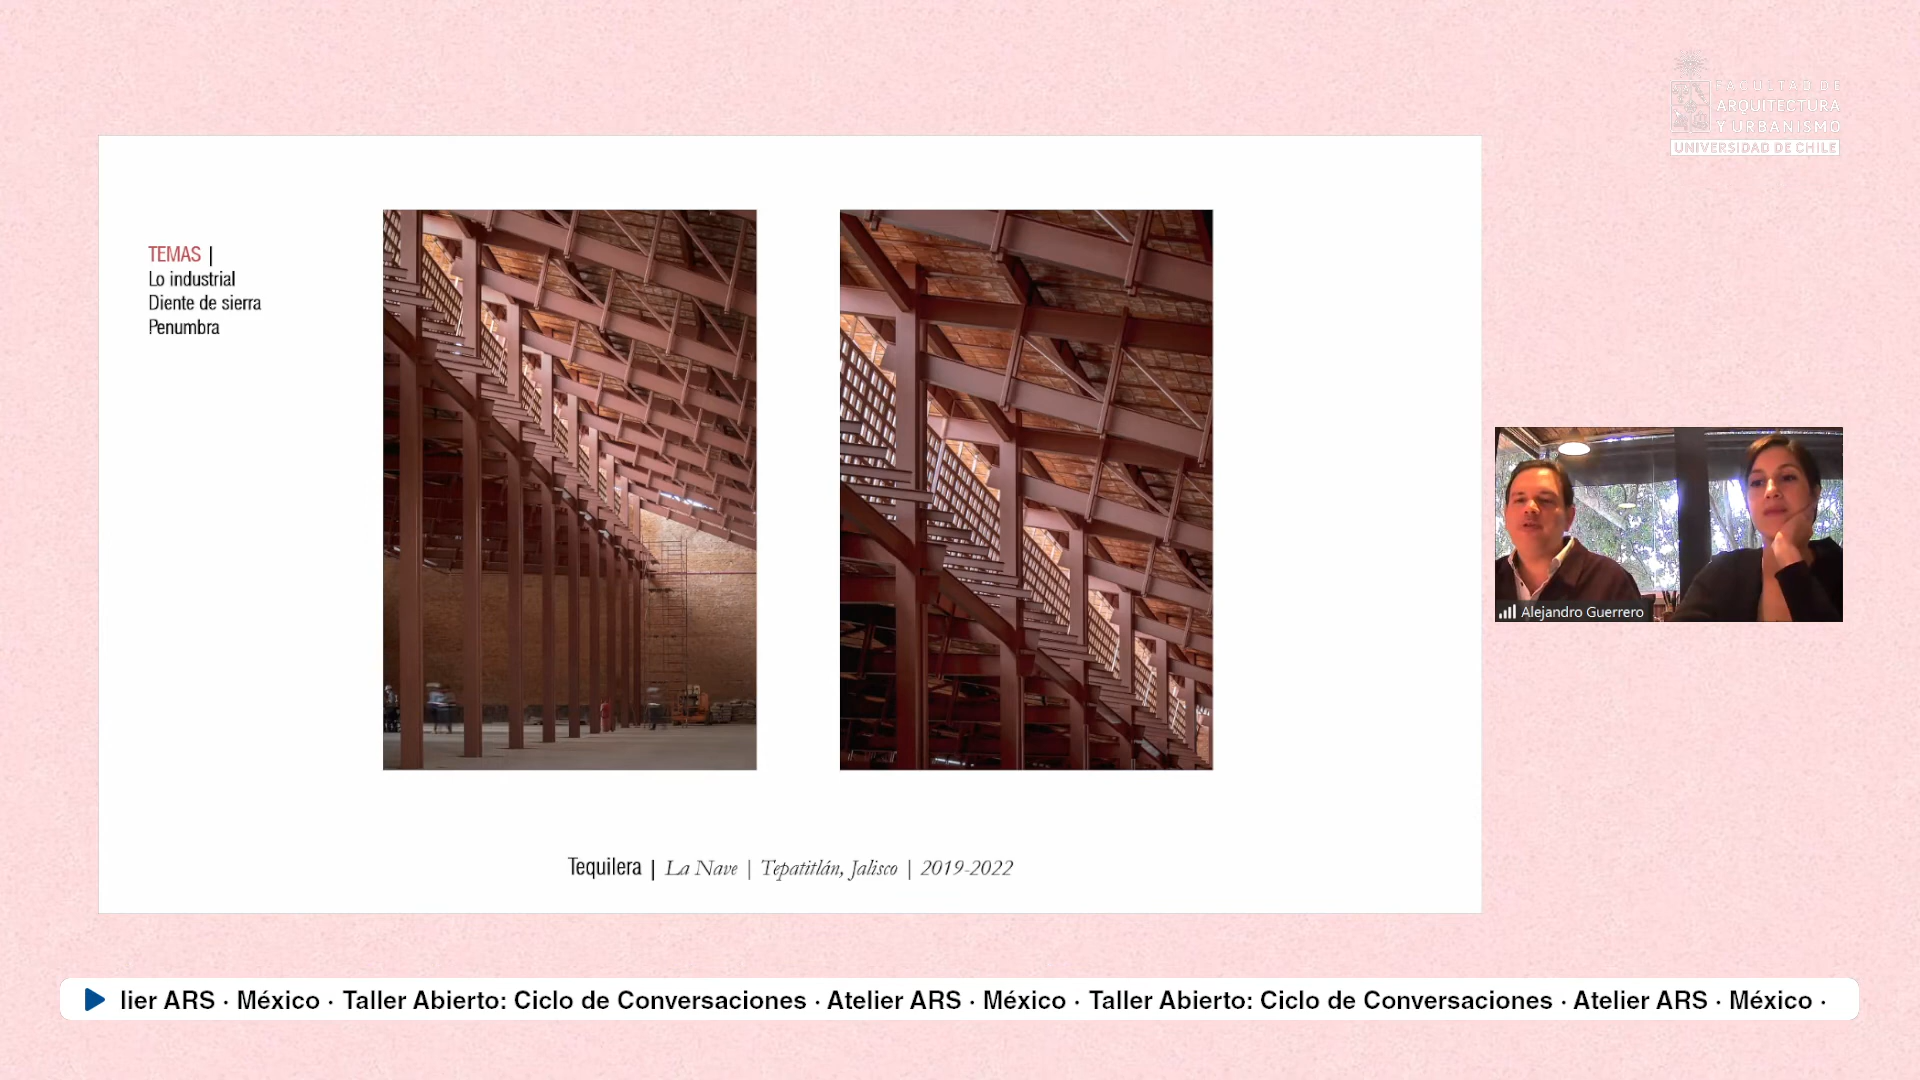 FACULTAD DE
ARQUITECTURA
Y URBANISMO
UNIVERSIDAD DE CHILE
TEMAS |
Lo industrial
Diente de sierra
Penumbra
Alejandro Guerrero
Tequilera | La Nave | Tepatitlán, Jalisco | 2019-2022
lier ARS · México · Taller Abierto: Ciclo de Conversaciones · Atelier ARS · México · Taller Abierto: Ciclo de Conversaciones · Atelier ARS · México ·